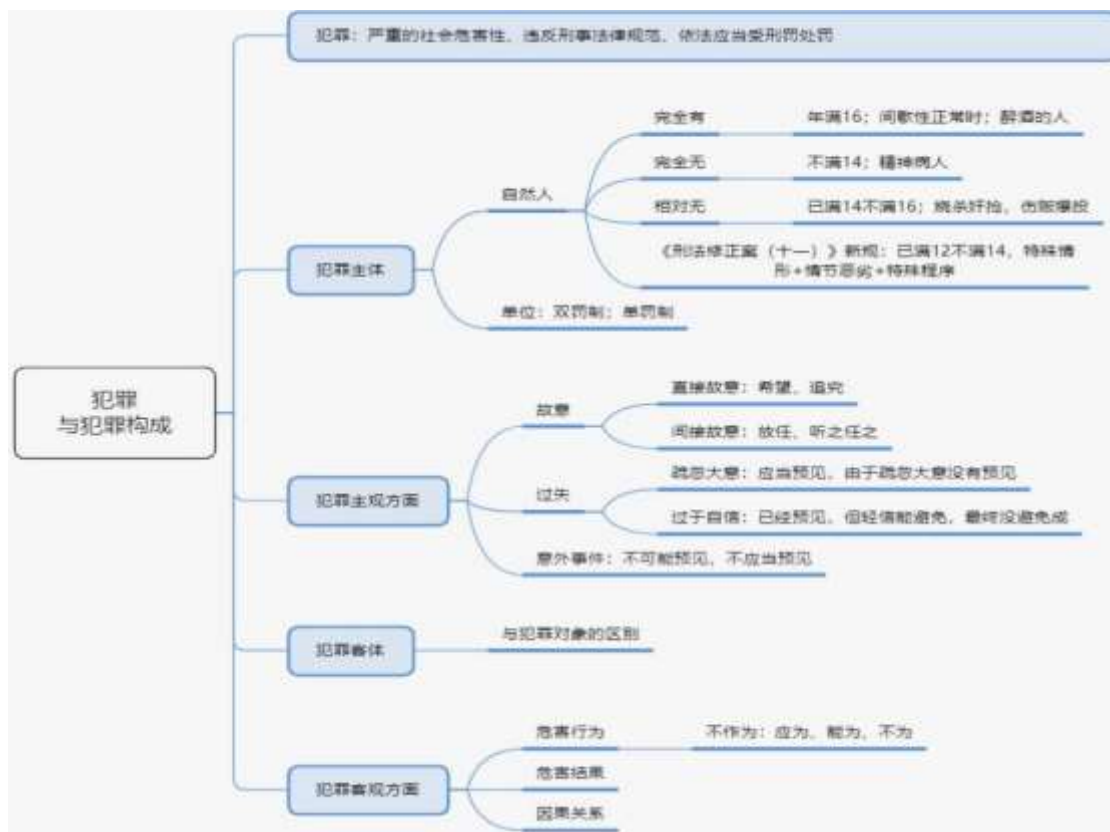 犯罪：严重的社会危害性、违反刑事法律规范、依法应当受刑罚处罚
完全有
年满16；间歇性正常时；醉酒的人
完全无
不满14；精神病人
自然人
相对无
已满14不满16；烧杀奸抢、伤贩爆投
《刑法修正案（十一）》新规：已满12不满14，特殊情
形+情节恶劣+特殊程序
犯罪主体
单位：双罚制；单罚制
犯罪
与犯罪构成
直接故意：希望、追究
故意
间接故意：放任、听之任之
疏忽大意：应当预见，由于疏忽大意没有预见
犯罪主观方面
过失
过于自信：已经预见，但轻信能避免，最终没避免成
意外事件：不可能预见、不应当预见
犯罪客体
与犯罪对象的区别
危害行为
不作为：应为、能为、不为
危害结果
犯罪客观方面
因果关系